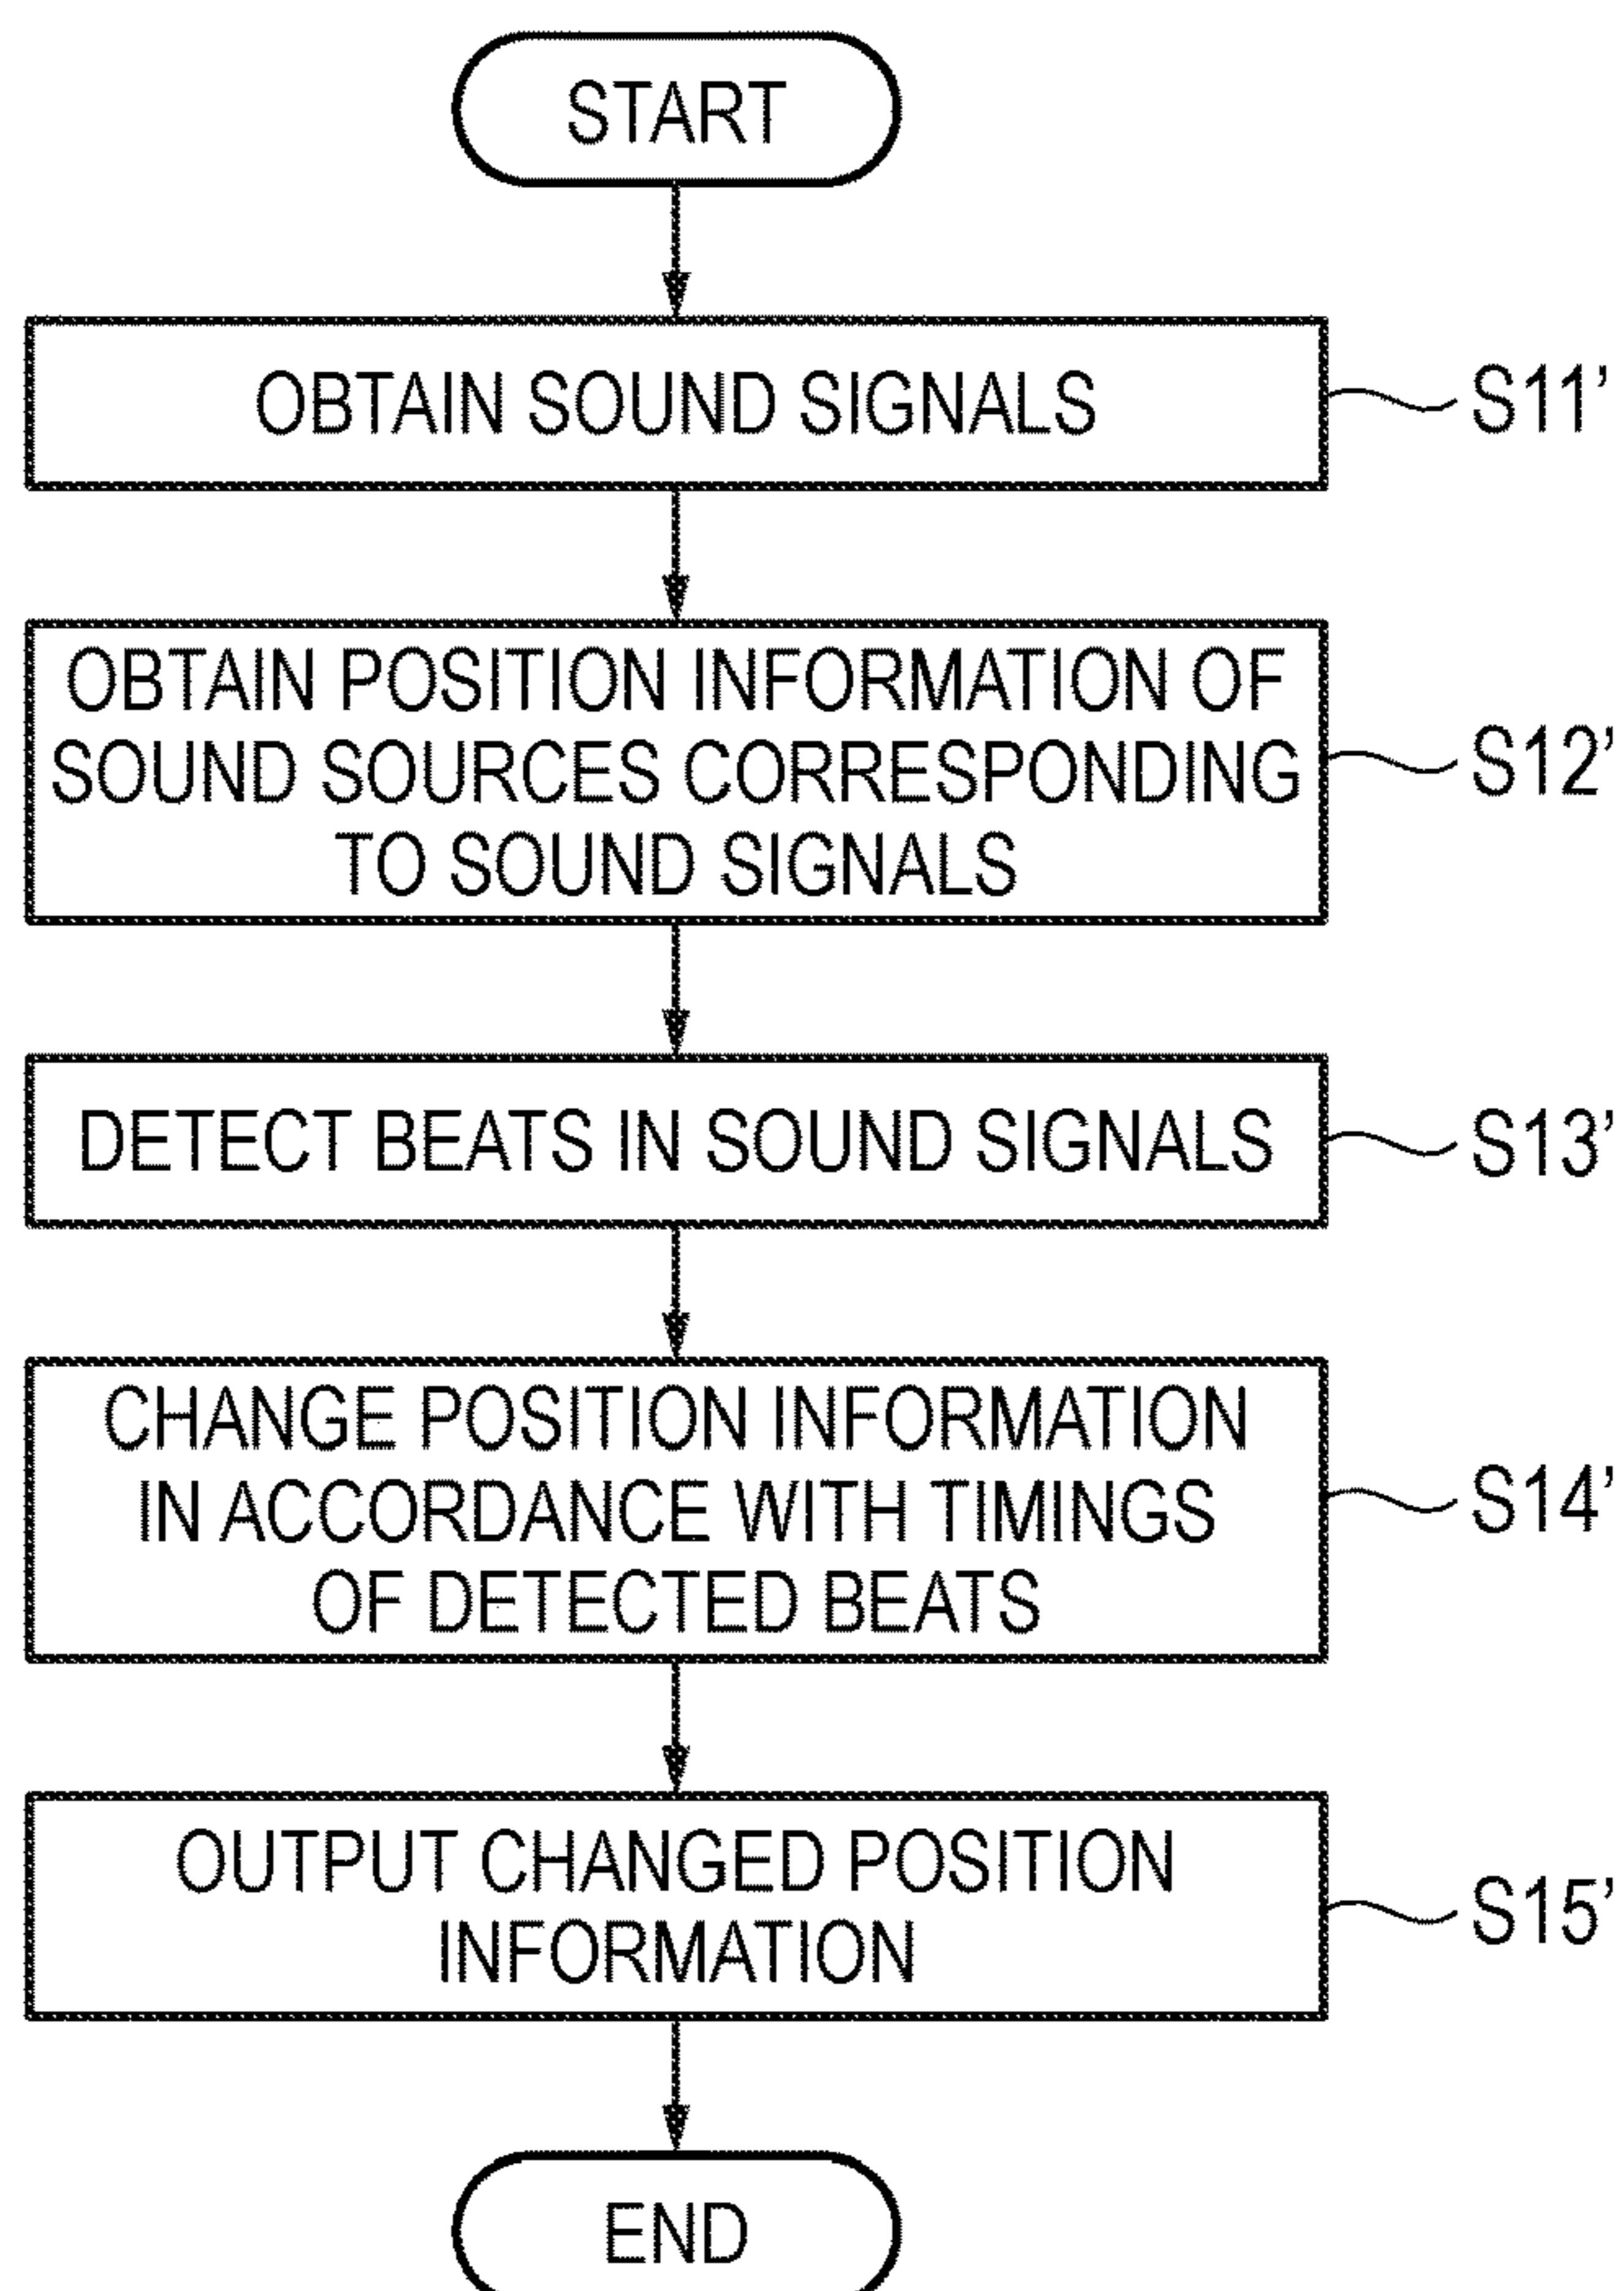 START
OBTAIN SOUND SIGNALS
S11’
OBTAIN POSITION INFORMATION OF
SOUND SOURCES CORRESPONDING
TO SOUND SIGNALS
S12’
DETECT BEATS IN SOUND SIGNALS
S13’
CHANGE POSITION INFORMATION
IN ACCORDANCE WITH TIMINGS
OF DETECTED BEATS
S14’
OUTPUT CHANGED POSITION
INFORMATION
S15’
END